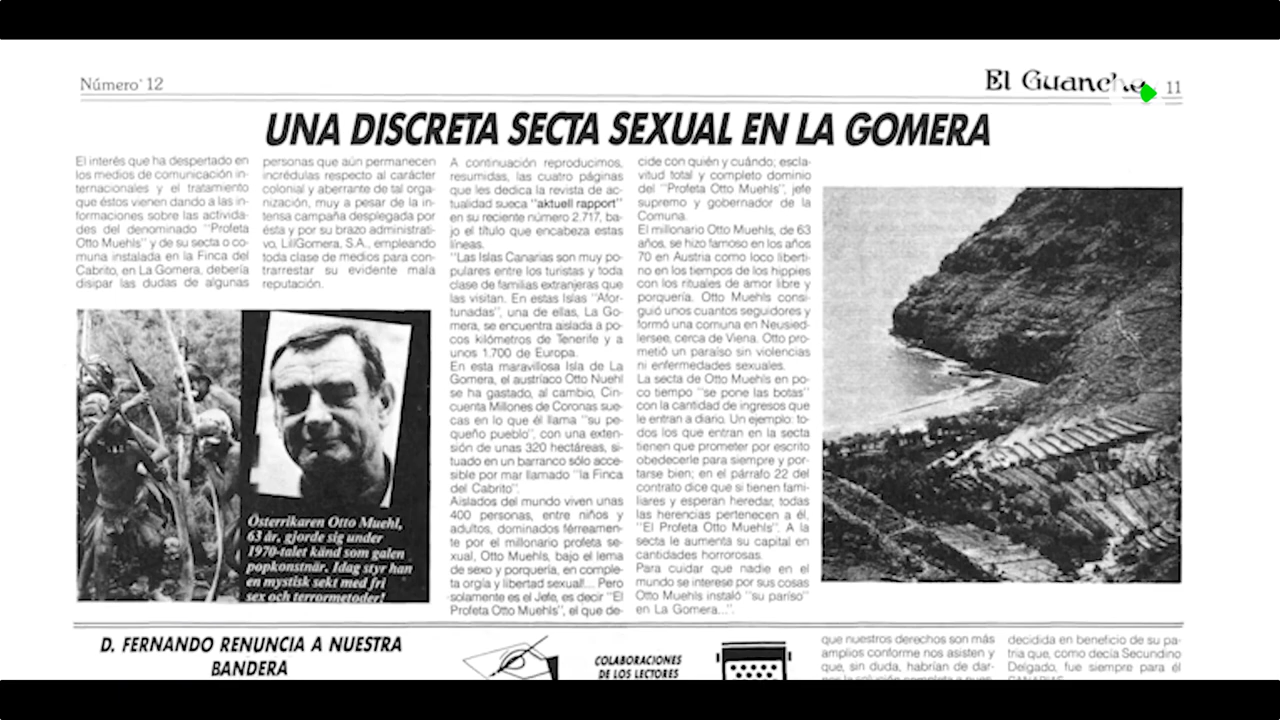 Número 12
El Guanche 11
UNA DISCRETA SECTA SEXUAL EN LA GOMERA
El interés que ha despertado en
los medios de comunicación in-
ternacionales y el tratamiento
que éstos vienen dando a las in-
formaciones sobre las activida-
des del denominado "Profeta
Otto Muehls" y de su secta o co-
muna instalada en la Finca del
Cabrito, en La Gomera, debería
disipar las dudas de algunas
personas que aún permanecen
incrédulas respecto al carácter
colonial y aberrante de tal orga-
nización, muy a pesar de la in-
tensa campaña desplegada por
ésta y por su brazo administrati-
vo, LilIGomera, S.A., empleando
toda clase de medios para con-
trarrestar su evidente mala
reputación.
Österrikaren Otto Muehl,
63 år, gjorde sig under
1970-talet känd som galen
popkonstnär. Idag styr han
en mystisk sekt med fri
sex och terrormetoder!
A continuación reproducimos,
resumidas, las cuatro páginas
que les dedica la revista de ac-
tualidad sueca "aktuell rapport"
en su reciente número 2.717, ba-
jo el título que encabeza estas
líneas.
"Las Islas Canarias son muy po-
pulares entre los turistas y toda
clase de familias extranjeras que
las visitan. En estas Islas "Afor-
tunadas", una de ellas, La Go-
mera, se encuentra aislada a po-
cos kilómetros de Tenerife y a
unos 1.700 de Europa.
En esta maravillosa Isla de La
Gomera, el austríaco Otto Nuehl
se ha gastado, al cambio, Cin-
cuenta Millones de Coronas sue-
cas en lo que él llama "su pe-
queño pueblo", con una exten-
sión de unas 320 hectáreas, si-
tuado en un barranco sólo acce-
sible por mar llamado "la Finca
del Cabrito".
Aislados del mundo viven unas
400 personas, entre niños y
adultos, dominados férreamen-
te por el millonario profeta se-
xual, Otto Muehls, bajo el lema
de sexo y porquería, en comple-
ta orgía y libertad sexual!... Pero
solamente es el Jefe, es decir "El
Profeta Otto Muehls", el que de-
cide con quién y cuándo; escla-
vitud total y completo dominio
del "Profeta Otto Muehls", jefe
supremo y gobernador de la
Comuna.
El millonario Otto Muehls, de 63
años, se hizo famoso en los años
70 en Austria como loco liberti-
no en los tiempos de los hippies
con los rituales de amor libre y
porquería. Otto Muehls consi-
guió unos cuantos seguidores y
formó una comuna en Neusied-
lersee, cerca de Viena. Otto pro-
metió un paraíso sin violencias
ni enfermedades sexuales.
La secta de Otto Muehls en po-
co tiempo "se pone las botas"
con la cantidad de ingresos que
le entran a diario. Un ejemplo: to-
dos los que entran en la secta
tienen que prometer por escrito
obedecerle para siempre y por-
tarse bien; en el párrafo 22 del
contrato dice que si tienen fami-
liares y esperan heredar, todas
las herencias pertenecen a él,
"El Profeta Otto Muehls". A la
secta le aumenta su capital en
cantidades horrorosas.
Para cuidar que nadie en el
mundo se interese por sus cosas
Otto Muehls instaló "su paríso"
en La Gomera...".
D. FERNANDO RENUNCIA A NUESTRA
BANDERA
COLABORACIONES
DE LOS LECTORES
que nuestros derechos son más
amplios conforme nos asisten y
que, sin duda, habrían de dar-
decidida en beneficio de su pa-
tria que, como decía Secundino
Delgado, fue siempre para él